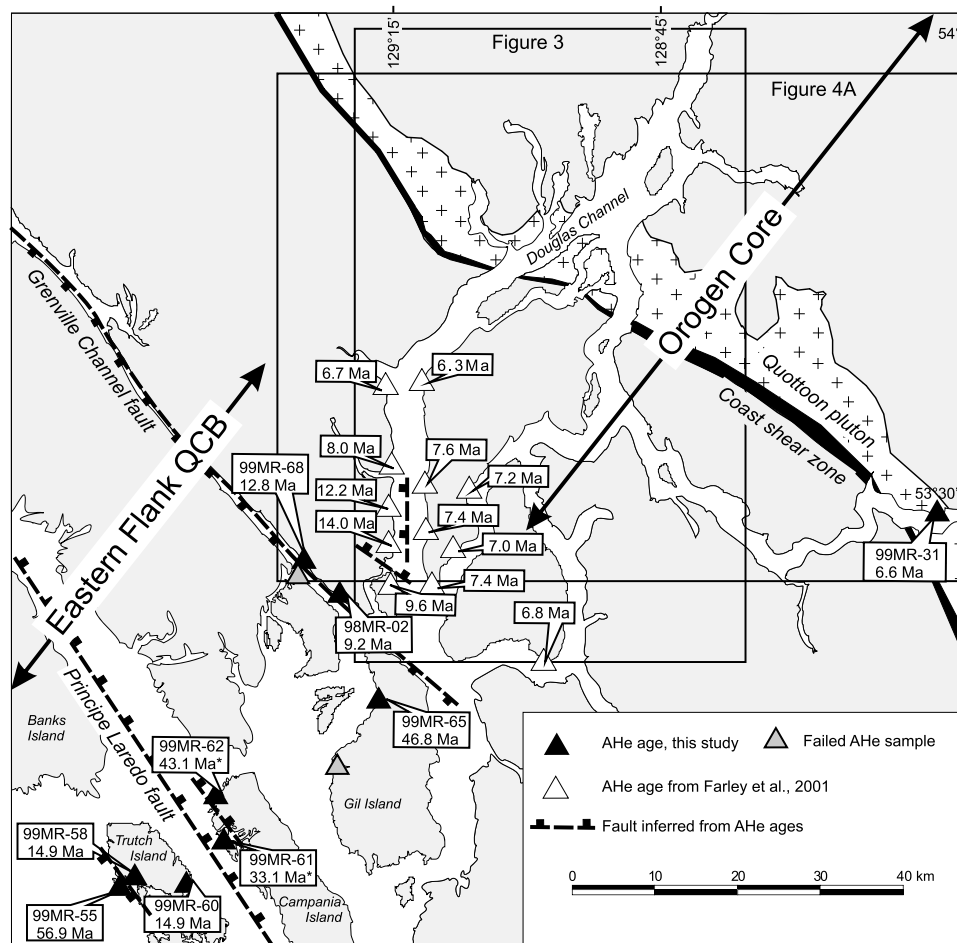 129°15'
128°45'
54°
Figure 3
Figure 4A
Douglas Channel
Orogen Core
Grenville Channel fault
6.7 Ma
6.3 Ma
Quottoon pluton
Coast shear zone
Eastern Flank QCB
8.0 Ma
7.6 Ma
99MR-68
12.8 Ma
7.2 Ma
12.2 Ma
53°30'
7.4 Ma
14.0 Ma
7.0 Ma
99MR-31
6.6 Ma
7.4 Ma
9.6 Ma
6.8 Ma
98MR-02
9.2 Ma
Principe Laredo fault
Banks
Island
99MR-65
46.8 Ma
99MR-62
43.1 Ma*
Gil Island
99MR-58
14.9 Ma
Trutch
Island
99MR-61
33.1 Ma*
99MR-60
14.9 Ma
Campania
Island
99MR-55
56.9 Ma
AHe age, this study
Failed AHe sample
AHe age from Farley et al., 2001
Fault inferred from AHe ages
0 10 20 30 40 km